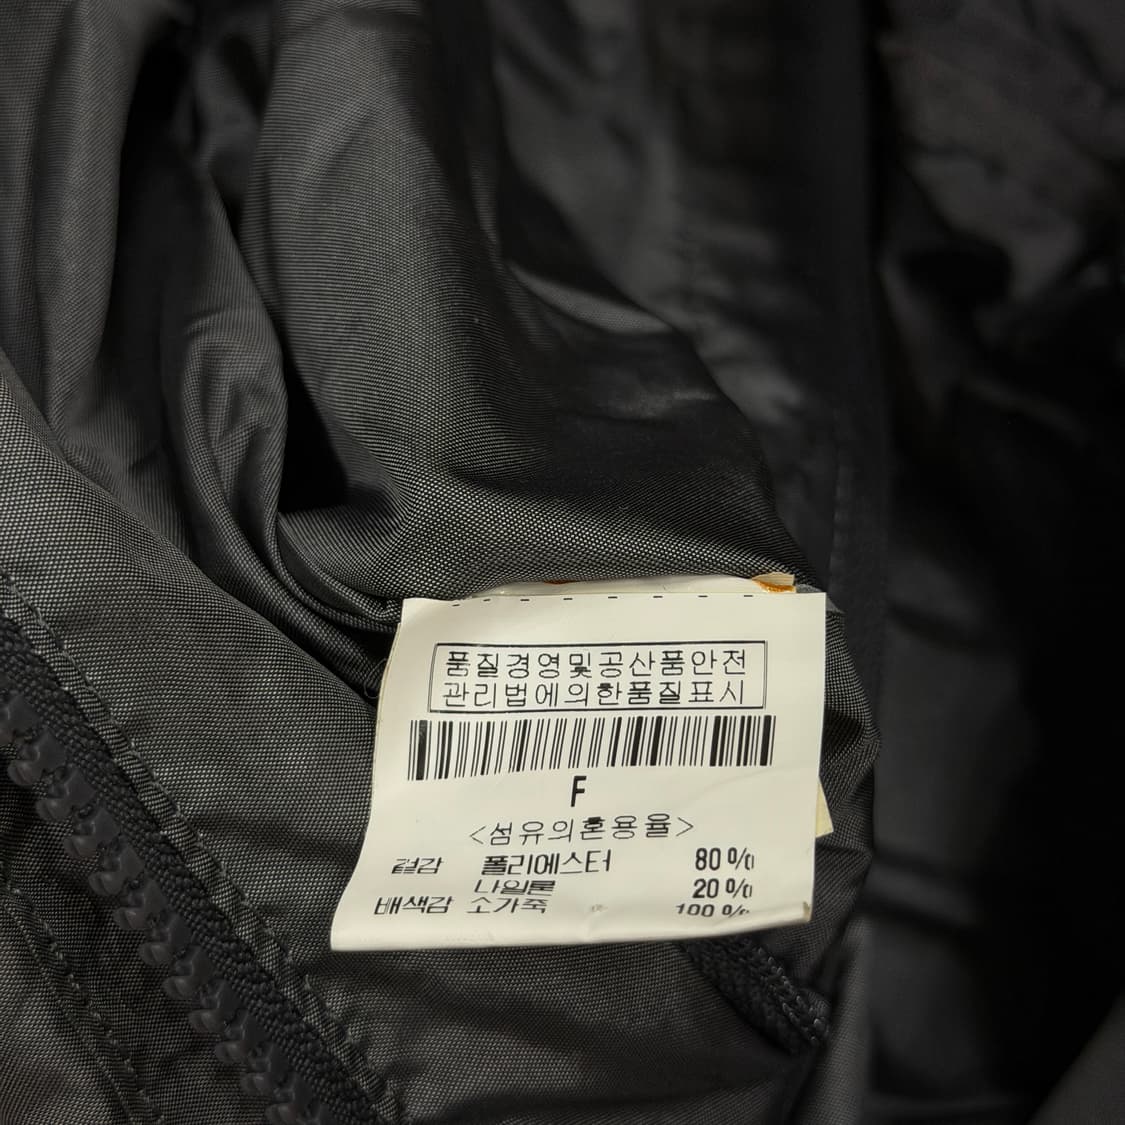 품질경영및공산품안전
관리법에의한품질표시
F
<섬유의혼용율>
겉감 폴리에스터 80%
나일론 20%
배색감 소가죽 100%